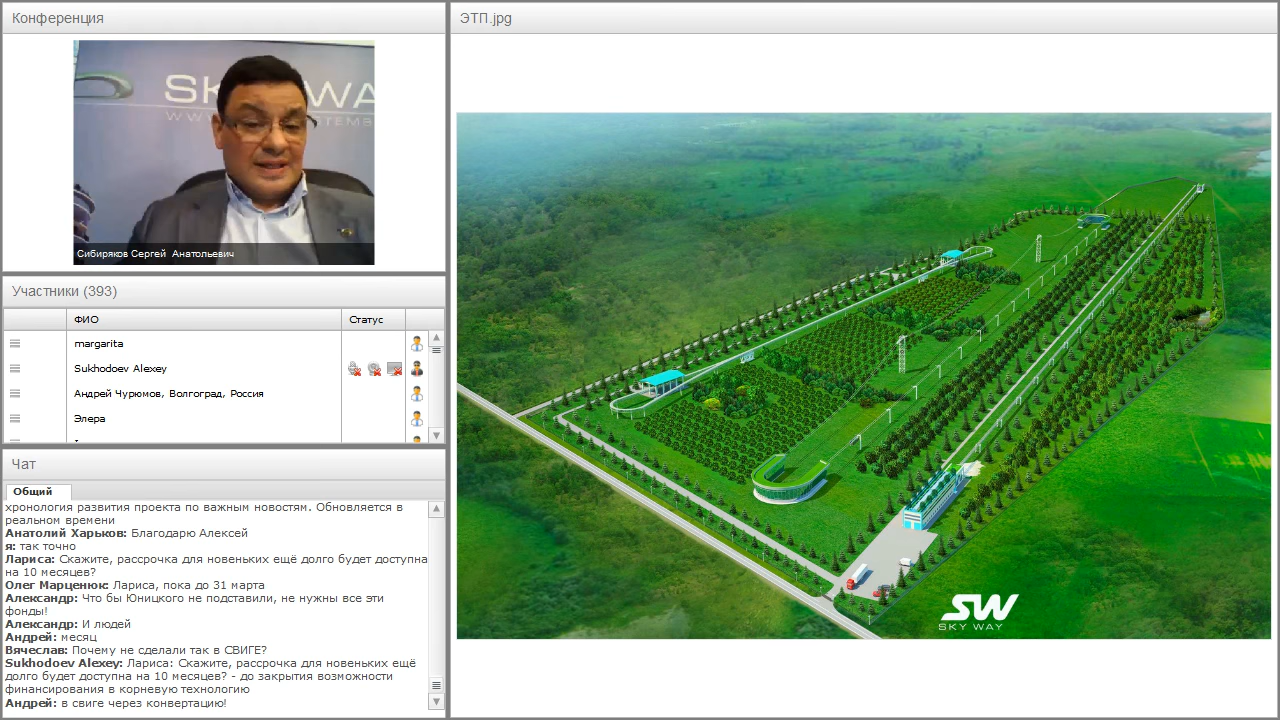 Конференция
SKY WAY
Сибиряков Сергей Анатольевич
Участники (393)
ФИО Статус
margarita
Sukhodoev Alexey
Андрей Чурюмов, Волгоград, Россия
Элера
Чат
Общий
хронология развития проекта по важным новостям. Обновляется в
реальном времени
Анатолий Харьков: Благодарю Алексей
я: так точно
Лариса: Скажите, рассрочка для новеньких ещё долго будет доступна
на 10 месяцев?
Олег Марценюк: Лариса, пока до 31 марта
Александр: Что бы Юницкого не подставили, не нужны все эти
фонды!
Александр: И людей
Андрей: месяц
Вячеслав: Почему не сделали так в СВИГЕ?
Sukhodoev Alexey: Лариса: Скажите, рассрочка для новеньких ещё
долго будет доступна на 10 месяцев? - до закрытия возможности
финансирования в корневую технологию
Андрей: в свиге через конвертацию!
ЭТП.jpg
SW
SKY WAY